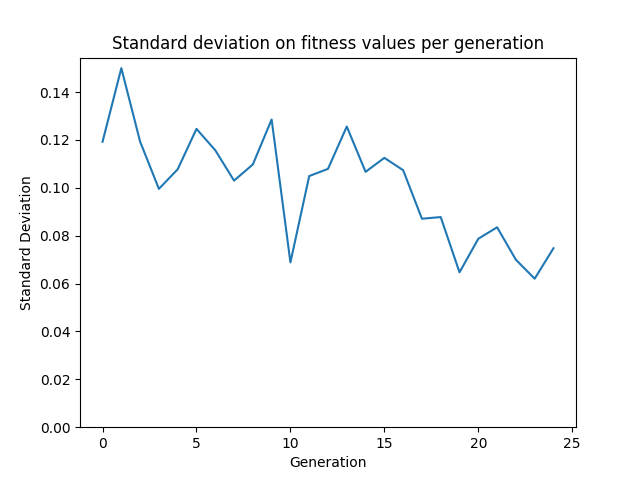 Standard deviation on fitness values per generation
0.14
0.12
0.10
0.08
0.06
0.04
0.02
0.00
Standard Deviation
0 5 10 15 20 25
Generation